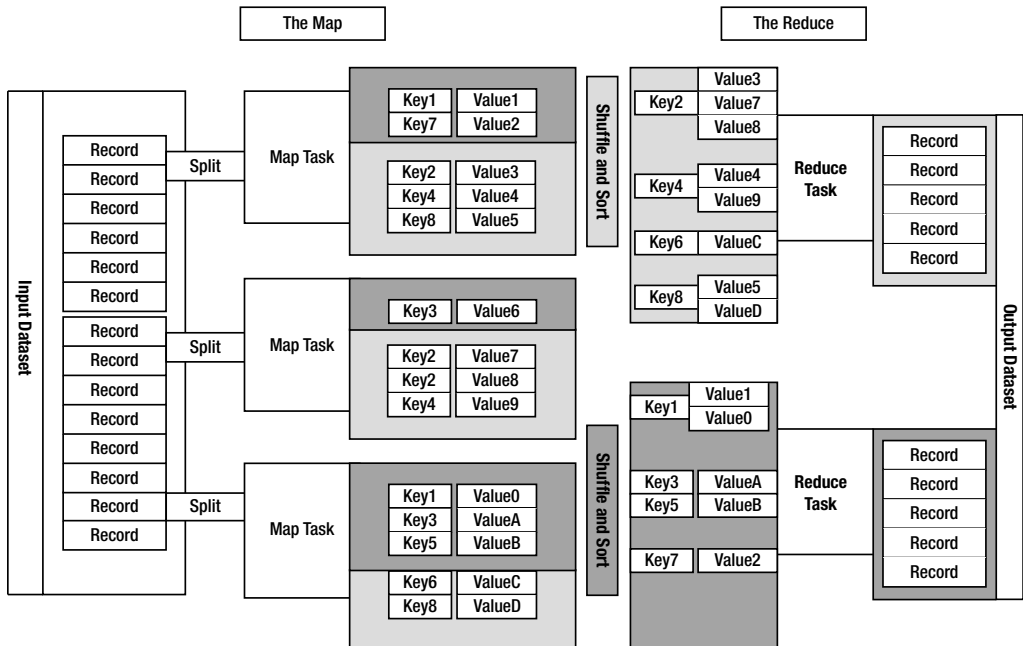 The Map
The Reduce
Input Dataset
Record
Record
Record
Record
Record
Record
Record
Record
Record
Record
Record
Record
Record
Record
Split
Split
Split
Map Task
Key1 Value1
Key7 Value2
Key2 Value3
Key4 Value4
Key8 Value5
Map Task
Key3 Value6
Key2 Value7
Key2 Value8
Key4 Value9
Map Task
Key1 Value0
Key3 ValueA
Key5 ValueB
Key6 ValueC
Key8 ValueD
Shuffle and Sort
Shuffle and Sort
Value3
Key2 Value7
Value8
Key4 Value4
Value9
Key6 ValueC
Key8 Value5
ValueD
Reduce
Task
Record
Record
Record
Record
Record
Key1 Value1
Value0
Key3 ValueA
Key5 ValueB
Key7 Value2
Reduce
Task
Record
Record
Record
Record
Record
Output Dataset